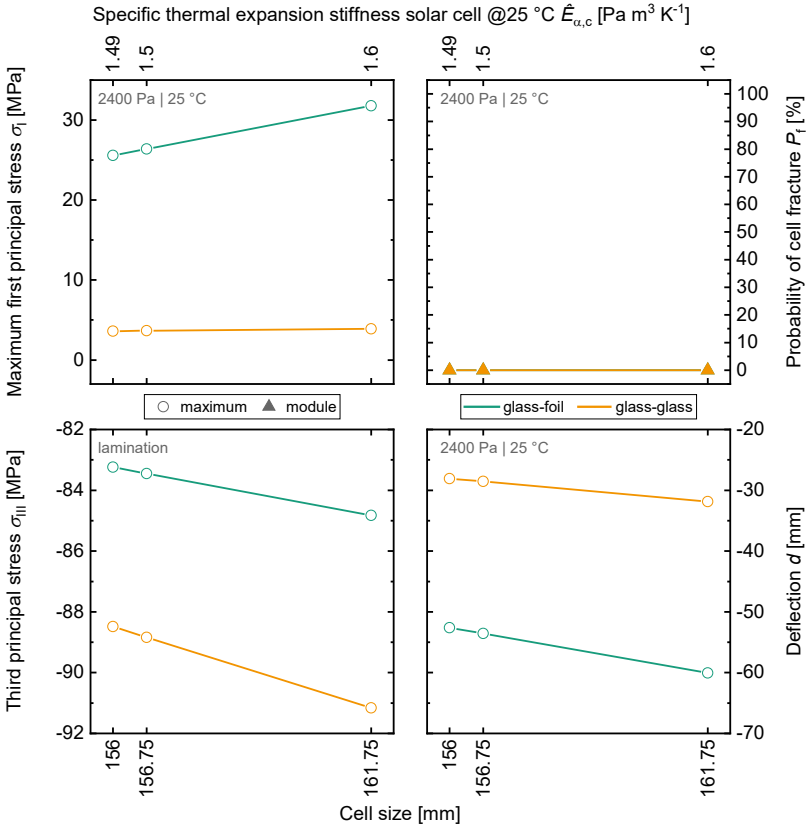 Specific thermal expansion stiffness solar cell @25 °C Ê_α,c [Pa m³ K⁻¹]
1.49 1.5 1.6 1.49 1.5 1.6
Maximum first principal stress σ_I [MPa]
30
20
10
0
2400 Pa | 25 °C
2400 Pa | 25 °C
100
90
80
70
60
50
40
30
20
10
0
Probability of cell fracture P_f [%]
maximum module
glass-foil glass-glass
Third principal stress σ_III [MPa]
-82
-84
-86
-88
-90
-92
lamination
2400 Pa | 25 °C
-20
-30
-40
-50
-60
-70
Deflection d [mm]
156 156.75 161.75 156 156.75 161.75
Cell size [mm]